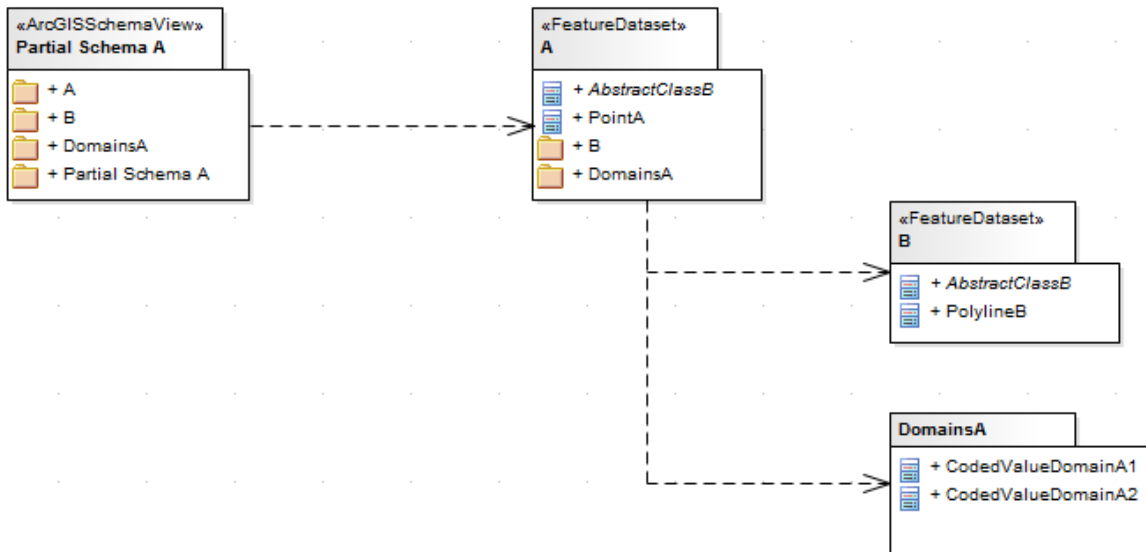 «ArcGISSchemaView»
Partial Schema A
+ A
+ B
+ DomainsA
+ Partial Schema A
«FeatureDataset»
A
+ AbstractClassB
+ PointA
+ B
+ DomainsA
«FeatureDataset»
B
+ AbstractClassB
+ PolylineB
DomainsA
+ CodedValueDomainA1
+ CodedValueDomainA2